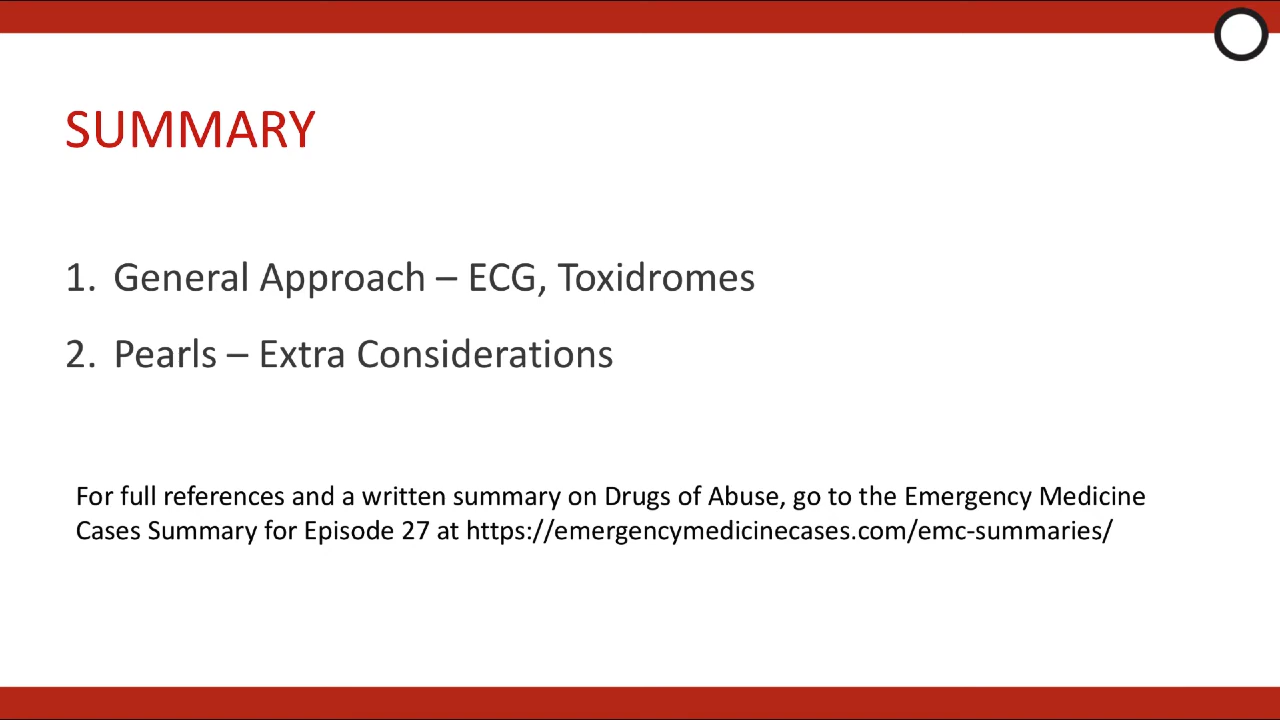 SUMMARY
1. General Approach – ECG, Toxidromes
2. Pearls – Extra Considerations
For full references and a written summary on Drugs of Abuse, go to the Emergency Medicine
Cases Summary for Episode 27 at https://emergencymedicinecases.com/emc-summaries/